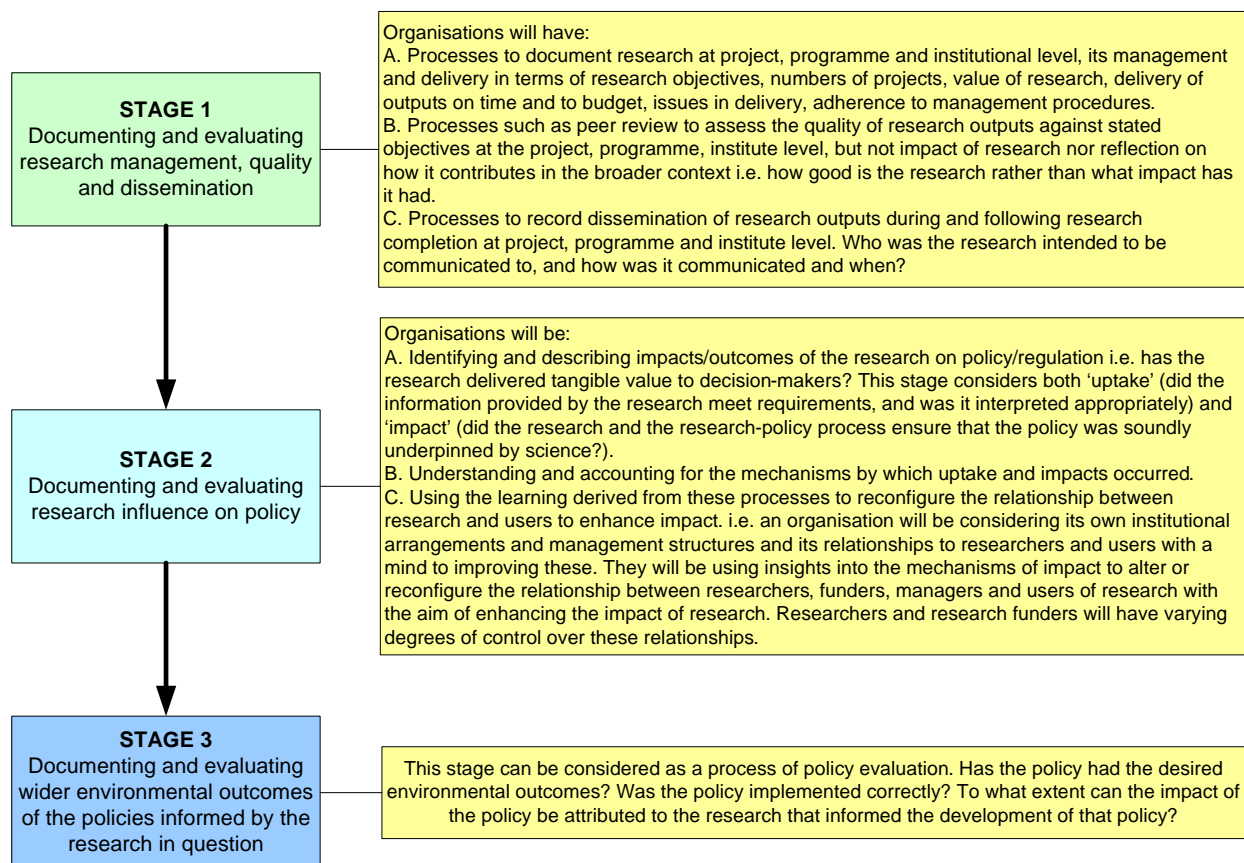 STAGE 1
Documenting and evaluating
research management, quality
and dissemination
Organisations will have:
A. Processes to document research at project, programme and institutional level, its management
and delivery in terms of research objectives, numbers of projects, value of research, delivery of
outputs on time and to budget, issues in delivery, adherence to management procedures.
B. Processes such as peer review to assess the quality of research outputs against stated
objectives at the project, programme, institute level, but not impact of research nor reflection on
how it contributes in the broader context i.e. how good is the research rather than what impact has
it had.
C. Processes to record dissemination of research outputs during and following research
completion at project, programme and institute level. Who was the research intended to be
communicated to, and how was it communicated and when?
STAGE 2
Documenting and evaluating
research influence on policy
Organisations will be:
A. Identifying and describing impacts/outcomes of the research on policy/regulation i.e. has the
research delivered tangible value to decision-makers? This stage considers both ‘uptake’ (did the
information provided by the research meet requirements, and was it interpreted appropriately) and
‘impact’ (did the research and the research-policy process ensure that the policy was soundly
underpinned by science?).
B. Understanding and accounting for the mechanisms by which uptake and impacts occurred.
C. Using the learning derived from these processes to reconfigure the relationship between
research and users to enhance impact. i.e. an organisation will be considering its own institutional
arrangements and management structures and its relationships to researchers and users with a
mind to improving these. They will be using insights into the mechanisms of impact to alter or
reconfigure the relationship between researchers, funders, managers and users of research with
the aim of enhancing the impact of research. Researchers and research funders will have varying
degrees of control over these relationships.
STAGE 3
Documenting and evaluating
wider environmental outcomes
of the policies informed by the
research in question
This stage can be considered as a process of policy evaluation. Has the policy had the desired
environmental outcomes? Was the policy implemented correctly? To what extent can the impact of
the policy be attributed to the research that informed the development of that policy?